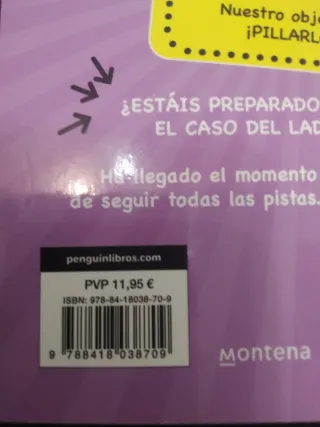 Nuestro obj
¡PILLARL
¿ESTÁIS PREPARADO
EL CASO DEL LAD
Ha llegado el momento
de seguir todas las pistas.
penguinlibros.com
PVP 11,95 €
ISBN: 978-84-18038-70-9
9 788418 038709
Montena